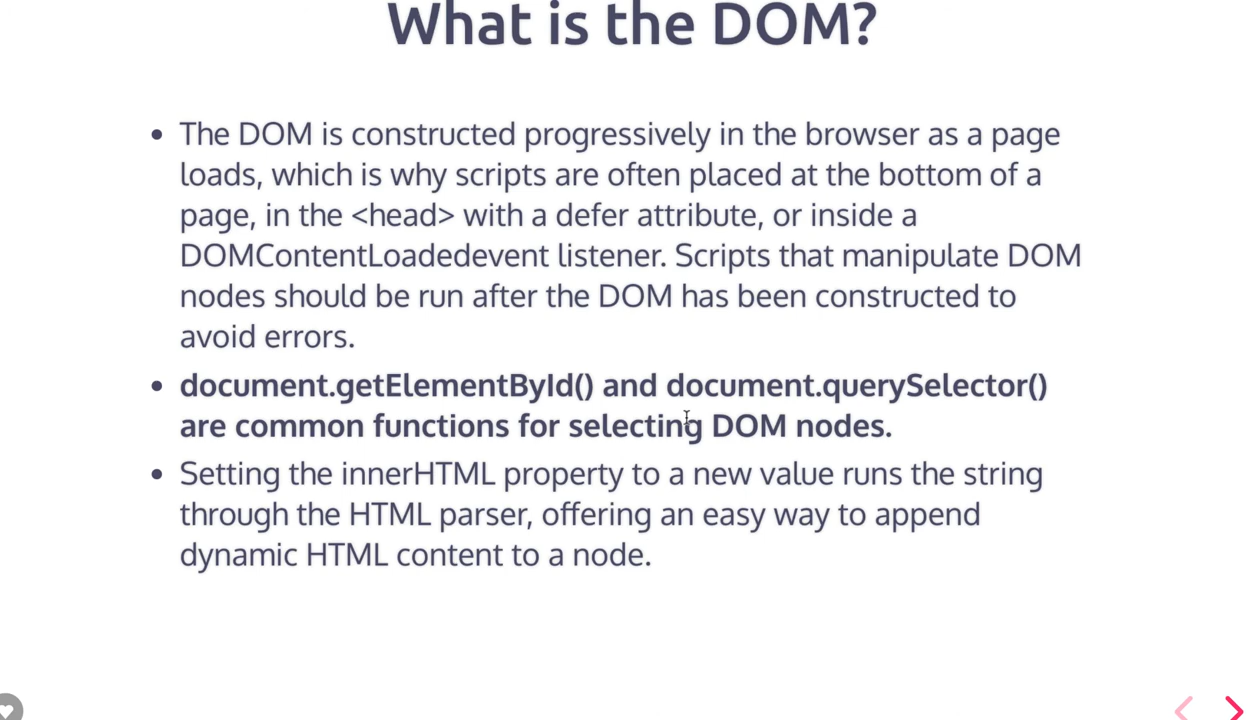 What is the DOM?
The DOM is constructed progressively in the browser as a page
loads, which is why scripts are often placed at the bottom of a
page, in the <head> with a defer attribute, or inside a
DOMContentLoadedevent listener. Scripts that manipulate DOM
nodes should be run after the DOM has been constructed to
avoid errors.
document.getElementById() and document.querySelector()
are common functions for selecting DOM nodes.
Setting the innerHTML property to a new value runs the string
through the HTML parser, offering an easy way to append
dynamic HTML content to a node.